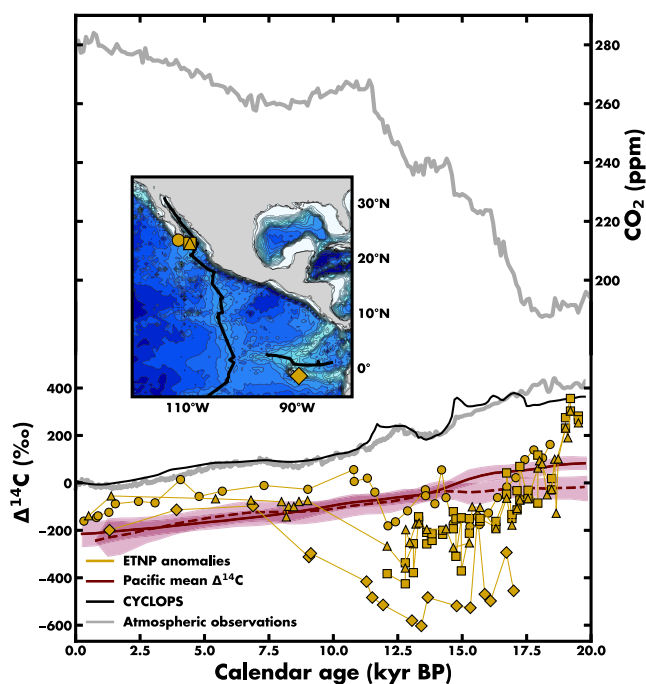 280
260
240
220
200
CO₂ (ppm)
30°N
20°N
10°N
0°
110°W
90°W
400
200
0
−200
−400
−600
Δ¹⁴C (‰)
ETNP anomalies
Pacific mean Δ¹⁴C
CYCLOPS
Atmospheric observations
0.0 2.5 5.0 7.5 10.0 12.5 15.0 17.5 20.0
Calendar age (kyr BP)